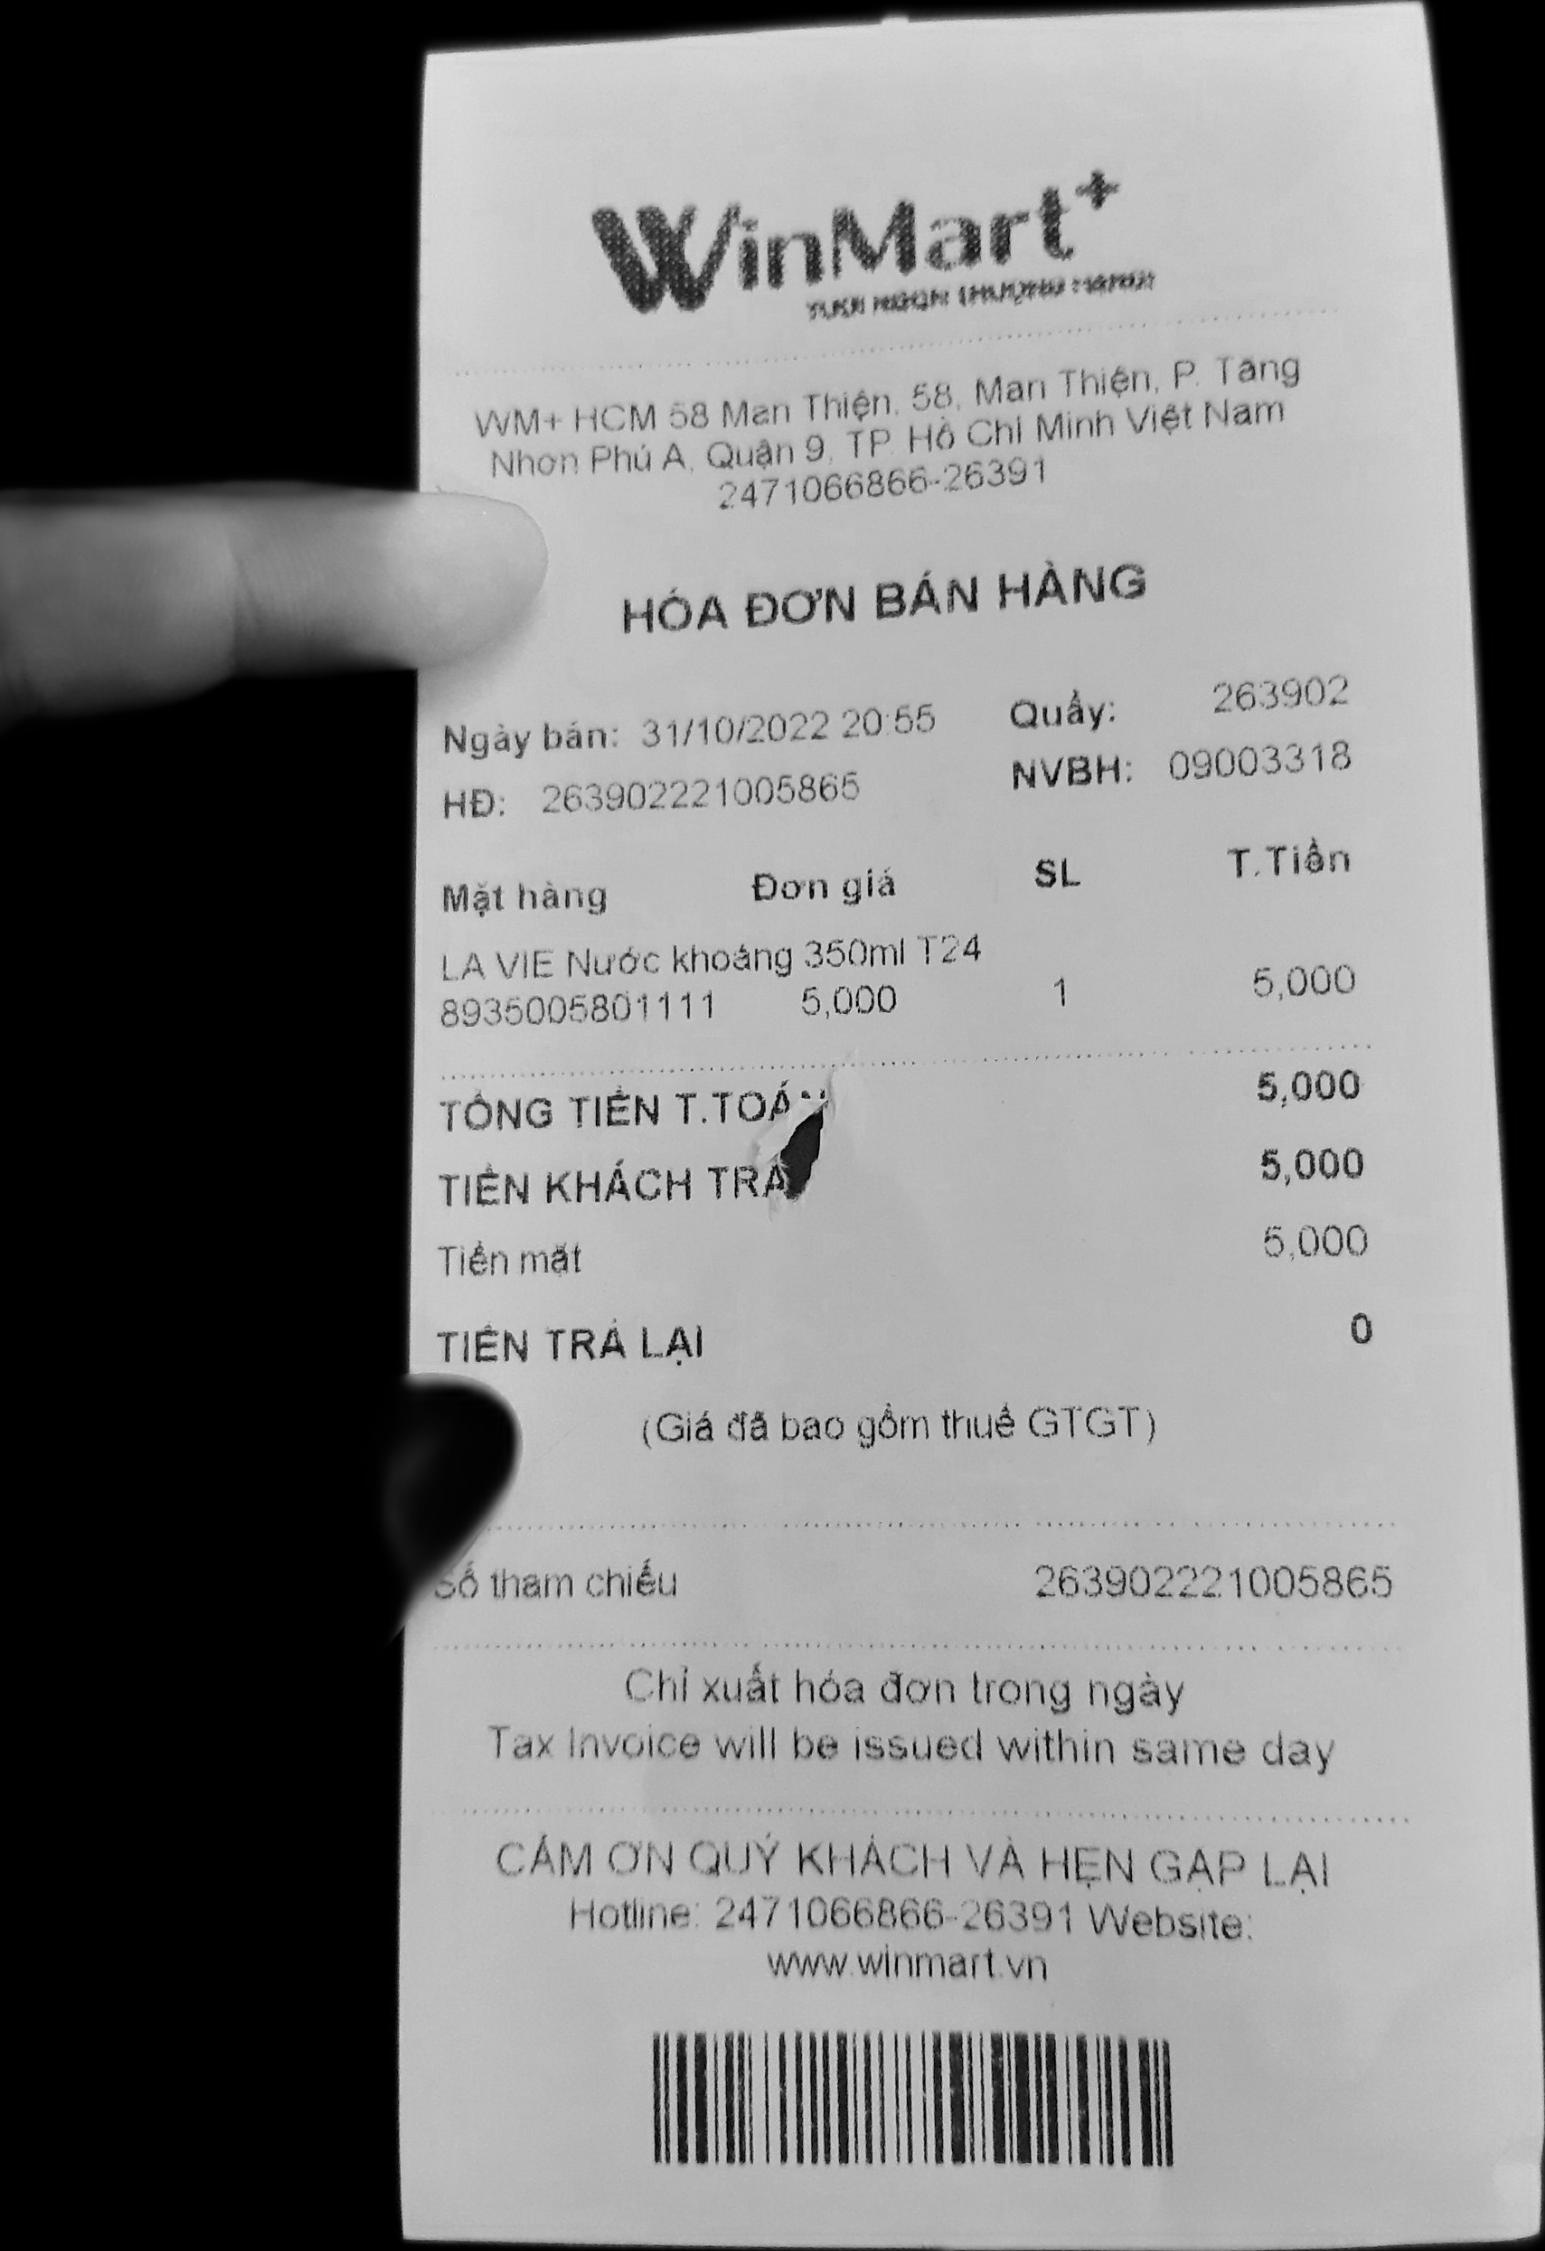 WinMart+
WM+ HCM 58 Man Thiện, 58, Man Thiện, P. Tăng
Nhơn Phú A, Quận 9, TP. Hồ Chí Minh Việt Nam
2471066866-26391
HÓA ĐƠN BÁN HÀNG
Ngày bán: 31/10/2022 20:55 Quầy: 263902
HĐ: 263902221005865 NVBH: 09003318
Mặt hàng Đơn giá SL T.Tiền
LA VIE Nước khoáng 350ml T24
8935005801111 5,000 1 5,000
TỔNG TIỀN T.TOÁN 5,000
TIỀN KHÁCH TRẢ 5,000
Tiền mặt 5,000
TIỀN TRẢ LẠI 0
(Giá đã bao gồm thuế GTGT)
Số tham chiếu 263902221005865
Chỉ xuất hóa đơn trong ngày
Tax Invoice will be issued within same day
CẢM ƠN QUÝ KHÁCH VÀ HẸN GẶP LẠI
Hotline: 2471066866-26391 Website:
www.winmart.vn